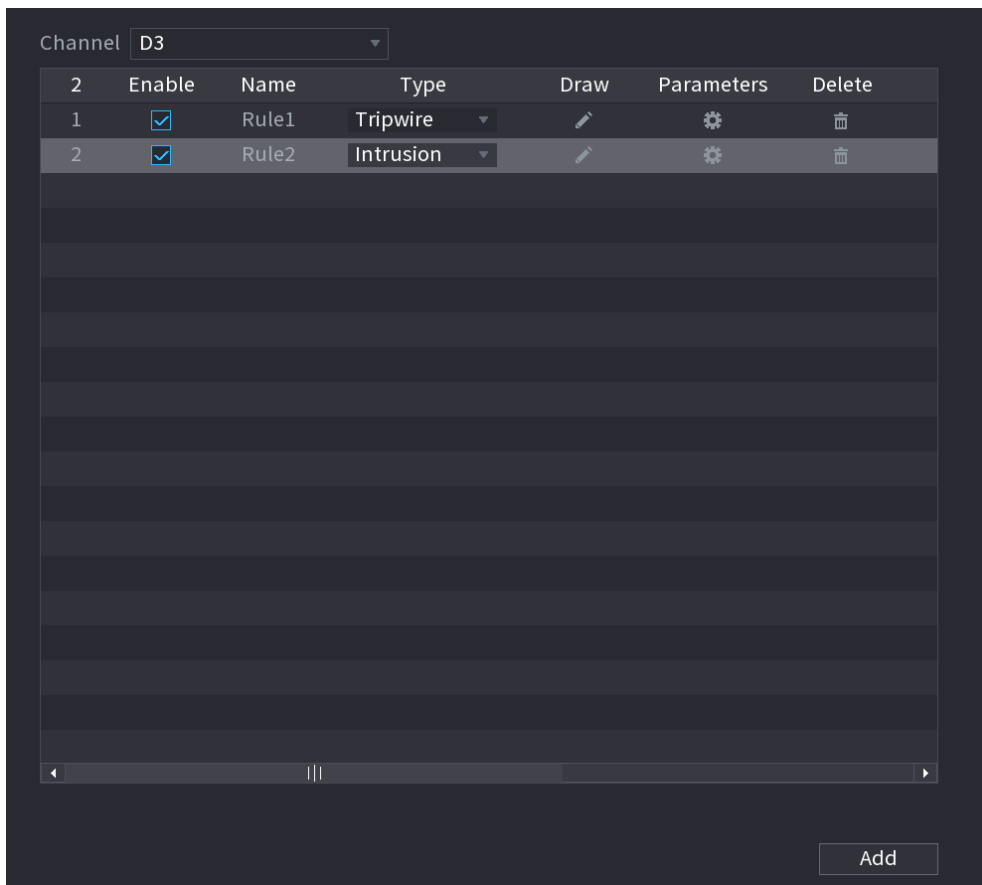 Channel D3
2 Enable Name Type Draw Parameters Delete
1 Rule1 Tripwire
2 Rule2 Intrusion
Add